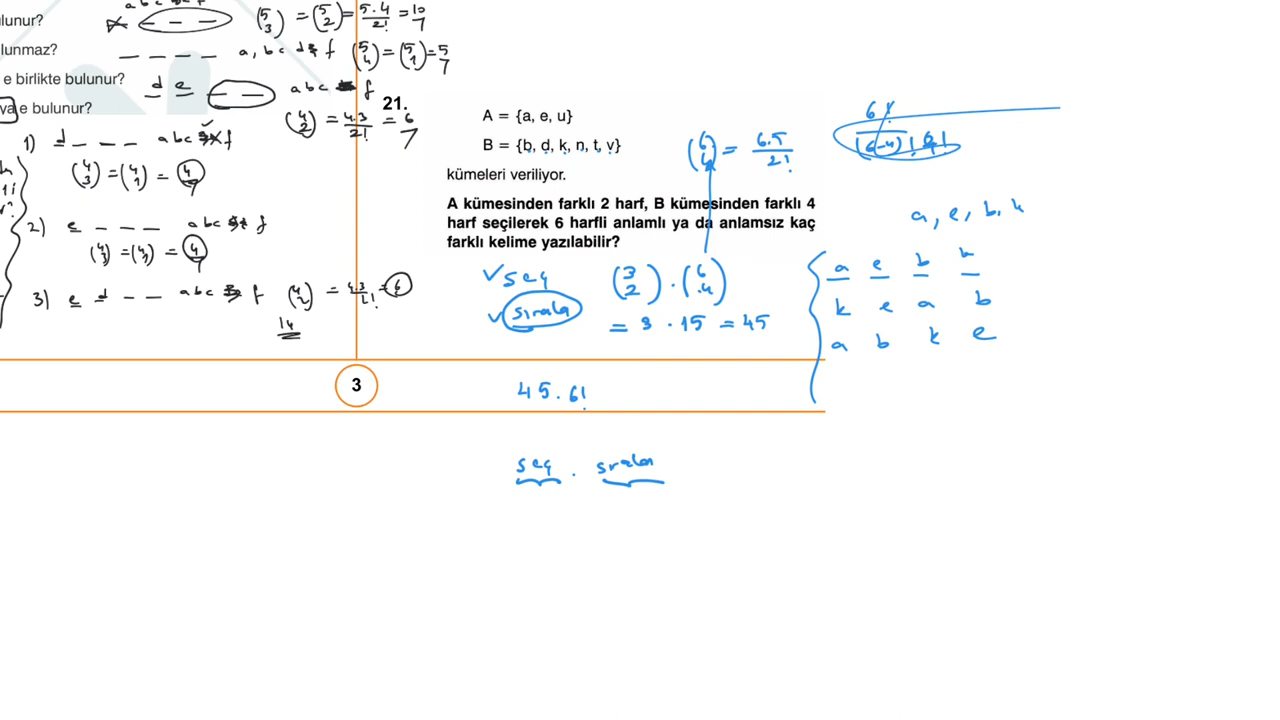 a b c
lunur?
— — — (5 3) = (5 2) = 5.4/2! = 10
lunmaz?
— — — — a, b c d f (5 4) = (5 1) = 5
e birlikte bulunur?
d e — — a b c f
ya e bulunur?
(4 2) = 4.3/2! = 6
1) d — — — a b c f
(4 3) = (4 1) = 4
2) e — — — a b c f
(4 3) = (4 1) = 4
3) e d — — a b c f (4 2) = 4.3/2! = 6
14
3
21.
A = {a, e, u}
B = {b, d, k, n, t, v}
kümeleri veriliyor.
A kümesinden farklı 2 harf, B kümesinden farklı 4
harf seçilerek 6 harfli anlamlı ya da anlamsız kaç
farklı kelime yazılabilir?
(6 4) = 6.5/2!
6!
(6-4)!
✓ seç (3 2) . (6 4)
✓ sırala = 3 . 15 = 45
45.6!
seç . sırala
a, e, b, k
a e b k
k e a b
a b k e